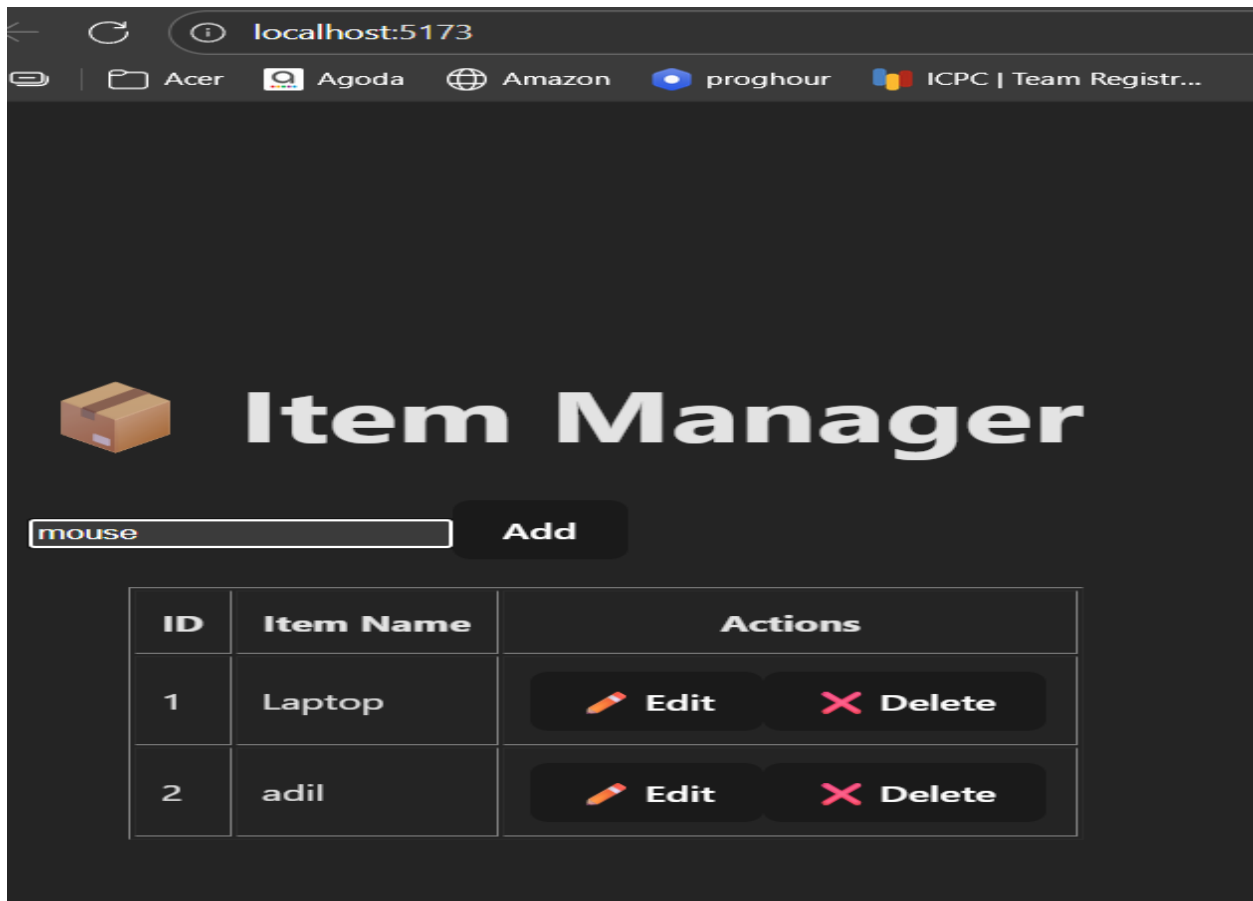 localhost:5173
Acer Agoda Amazon proghour ICPC | Team Registr...
Item Manager
mouse Add
ID Item Name Actions
1 Laptop Edit Delete
2 adil Edit Delete